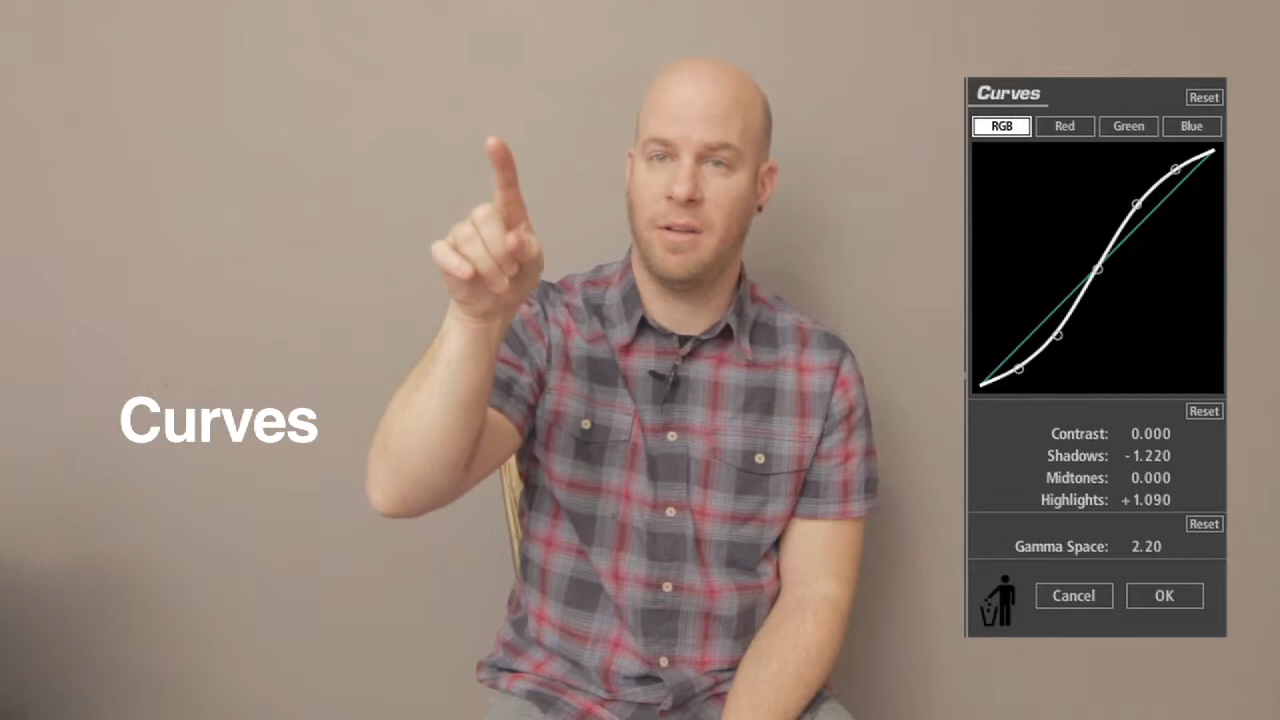 Curves
Curves
Reset
RGB Red Green Blue
Reset
Contrast: 0.000
Shadows: -1.220
Midtones: 0.000
Highlights: +1.090
Reset
Gamma Space: 2.20
Cancel OK